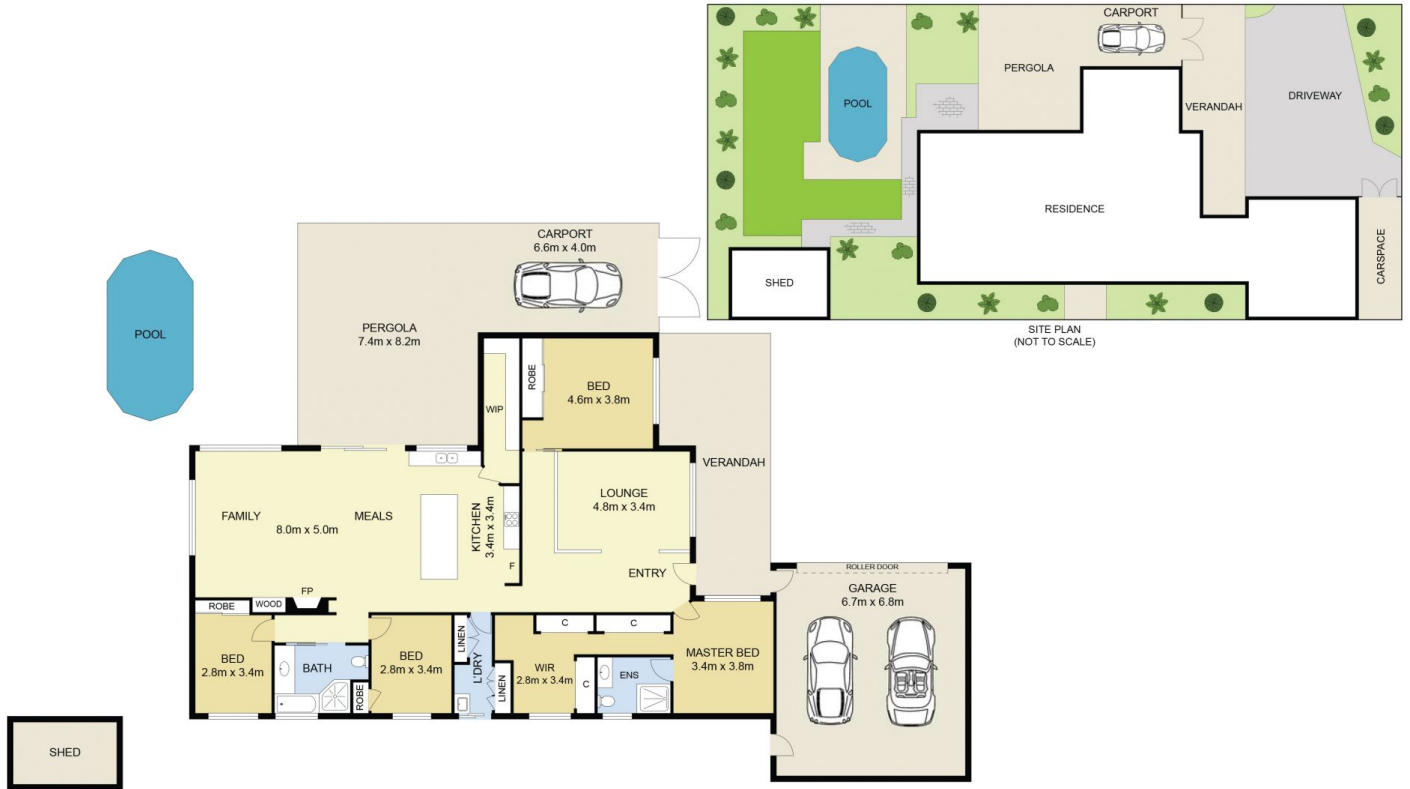 CARPORT
PERGOLA
POOL
VERANDAH
DRIVEWAY
RESIDENCE
CARSPACE
SHED
SITE PLAN
(NOT TO SCALE)
CARPORT
6.6m x 4.0m
POOL
PERGOLA
7.4m x 8.2m
WIP
ROBE
BED
4.6m x 3.8m
VERANDAH
FAMILY
8.0m x 5.0m
MEALS
KITCHEN
3.4m x 3.4m
F
LOUNGE
4.8m x 3.4m
ENTRY
ROLLER DOOR
GARAGE
6.7m x 6.8m
FP
ROBE
WOOD
BED
2.8m x 3.4m
BATH
ROBE
BED
2.8m x 3.4m
LINEN
L'DRY
LINEN
C
C
WIR
2.8m x 3.4m
C
ENS
MASTER BED
3.4m x 3.8m
SHED